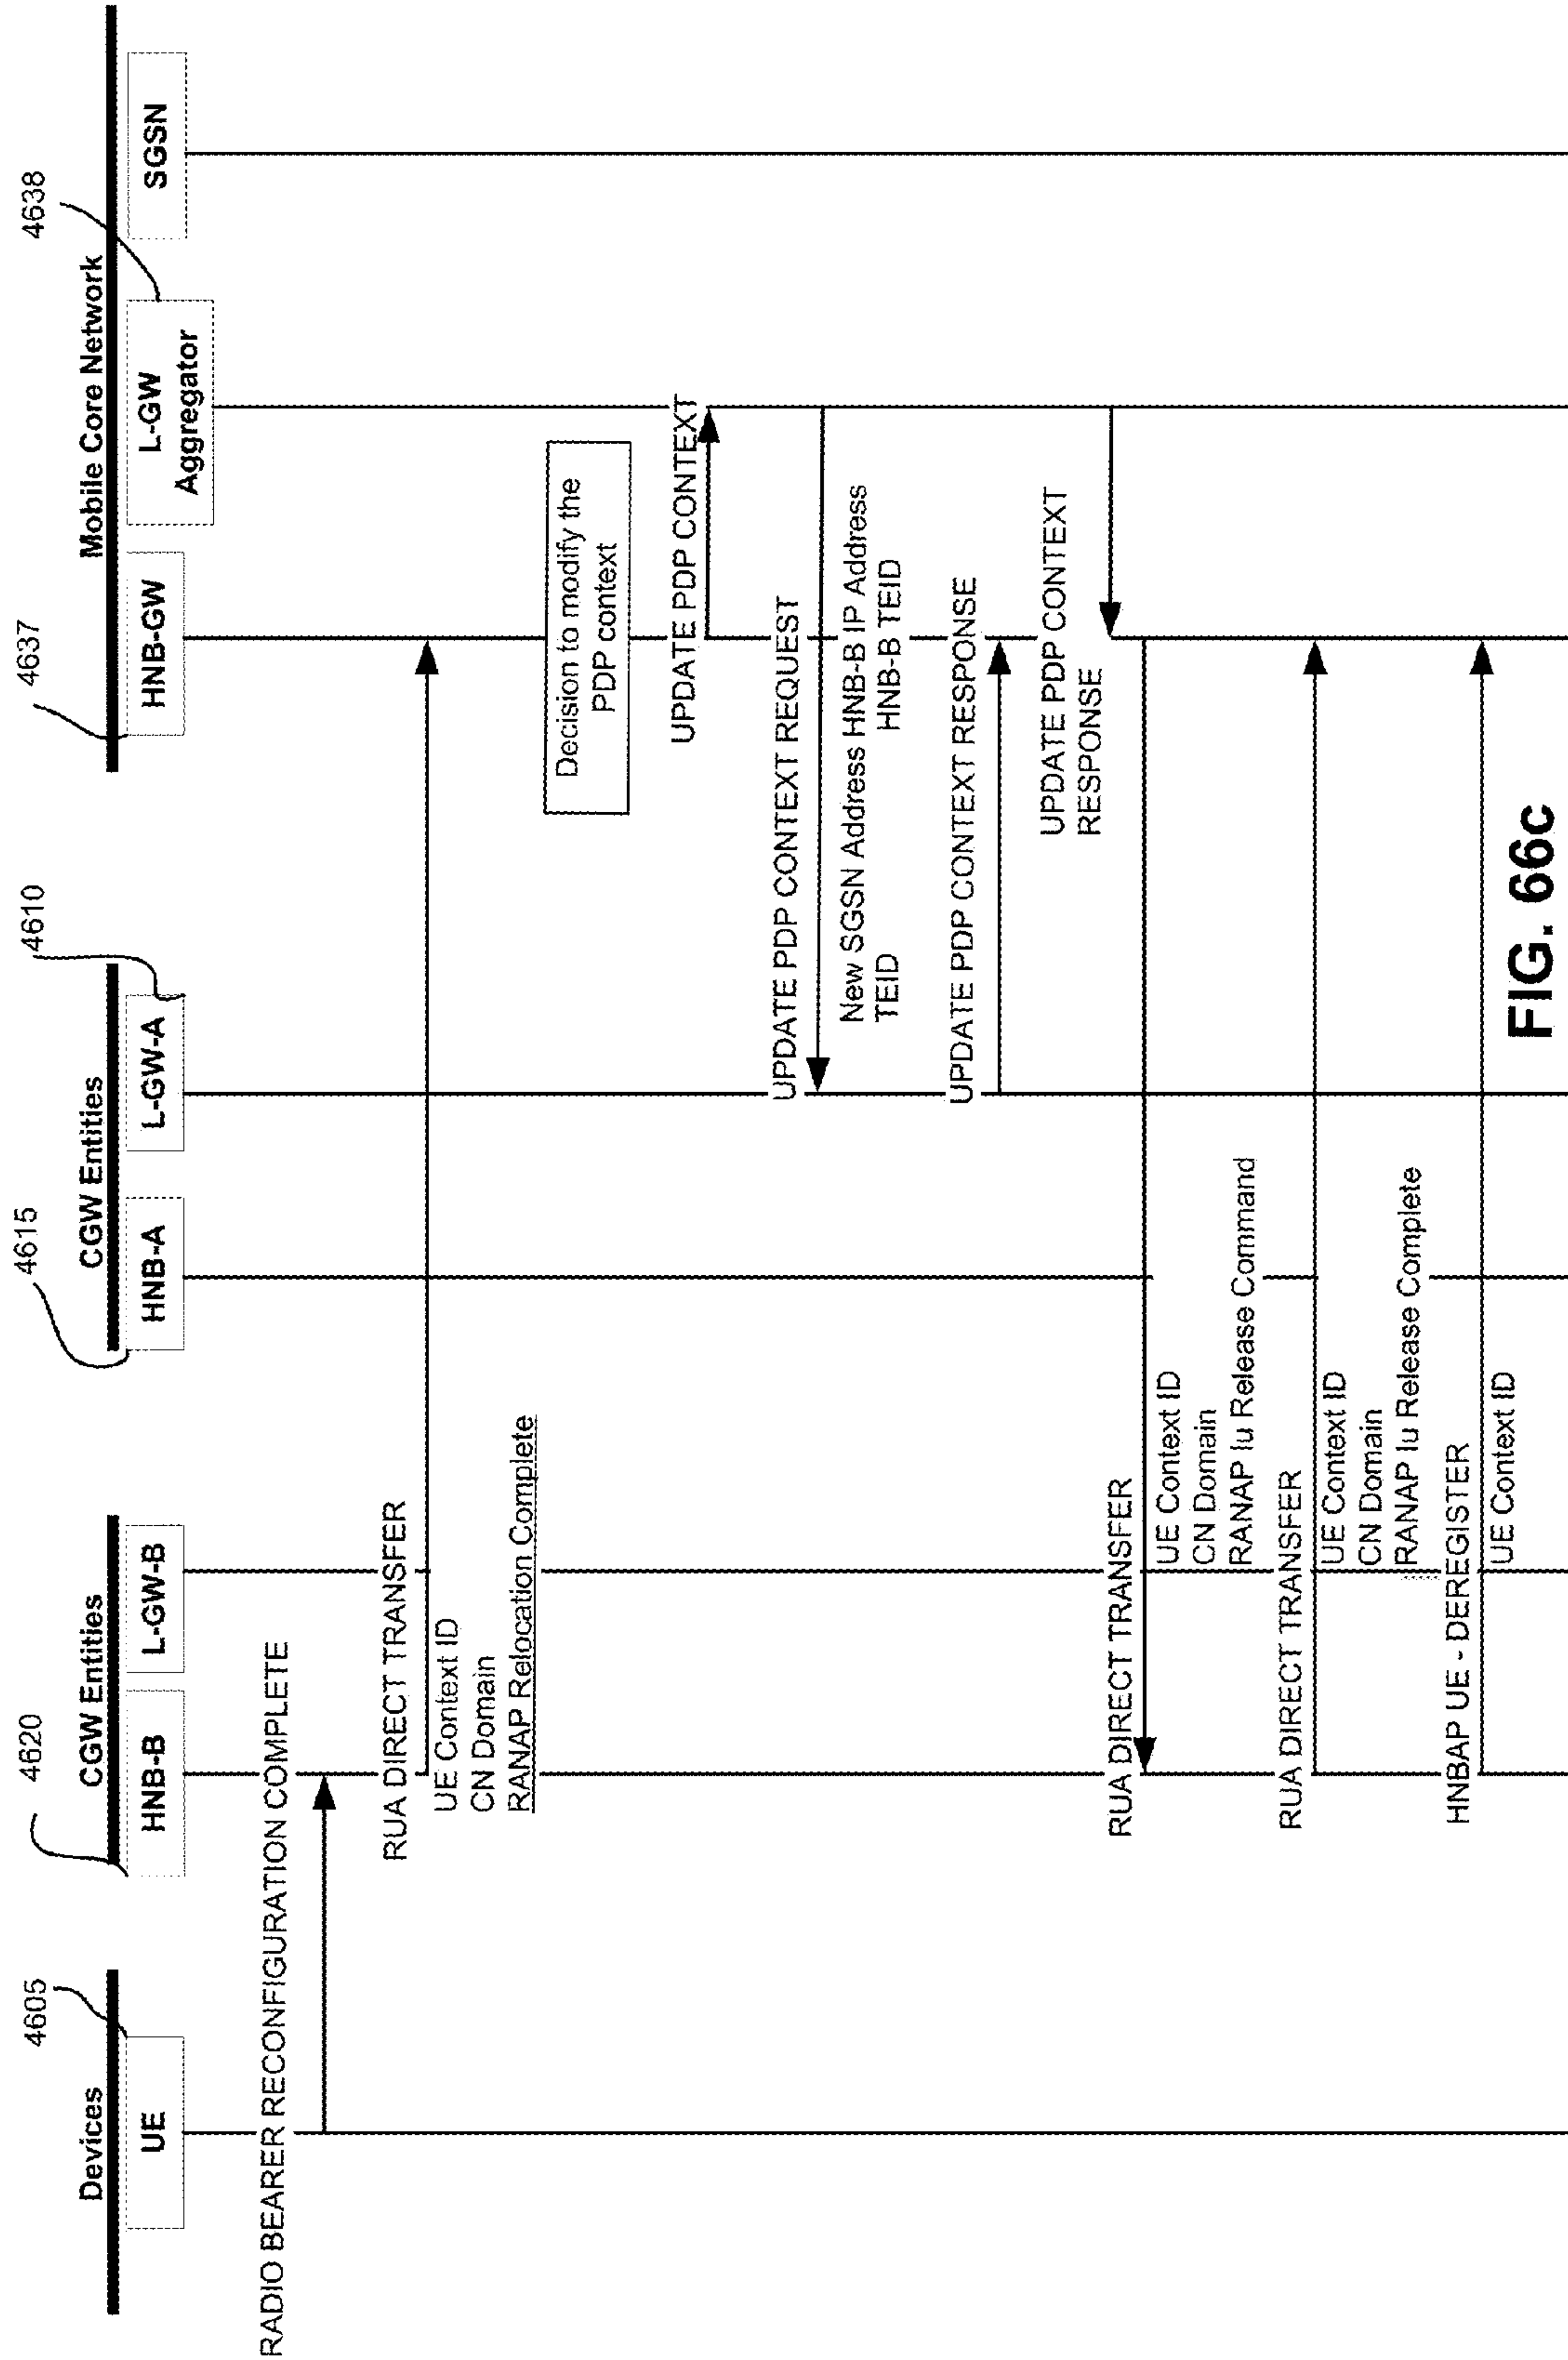 4605
4620
4615
4610
4637
4638
Devices
CGW Entities
CGW Entities
Mobile Core Network
UE
HNB-B
L-GW-B
HNB-A
L-GW-A
HNB-GW
L-GW
Aggregator
SGSN
RADIO BEARER RECONFIGURATION COMPLETE
RUA DIRECT TRANSFER
UE Context ID
CN Domain
RANAP Relocation Complete
Decision to modify the
PDP context
UPDATE PDP CONTEXT
UPDATE PDP CONTEXT REQUEST
New SGSN Address HNB-B IP Address
TEID HNB-B TEID
UPDATE PDP CONTEXT RESPONSE
UPDATE PDP CONTEXT
RESPONSE
RUA DIRECT TRANSFER
UE Context ID
CN Domain
RANAP Iu Release Command
RUA DIRECT TRANSFER
UE Context ID
CN Domain
RANAP Iu Release Complete
HNBAP UE - DEREGISTER
UE Context ID
FIG. 66c